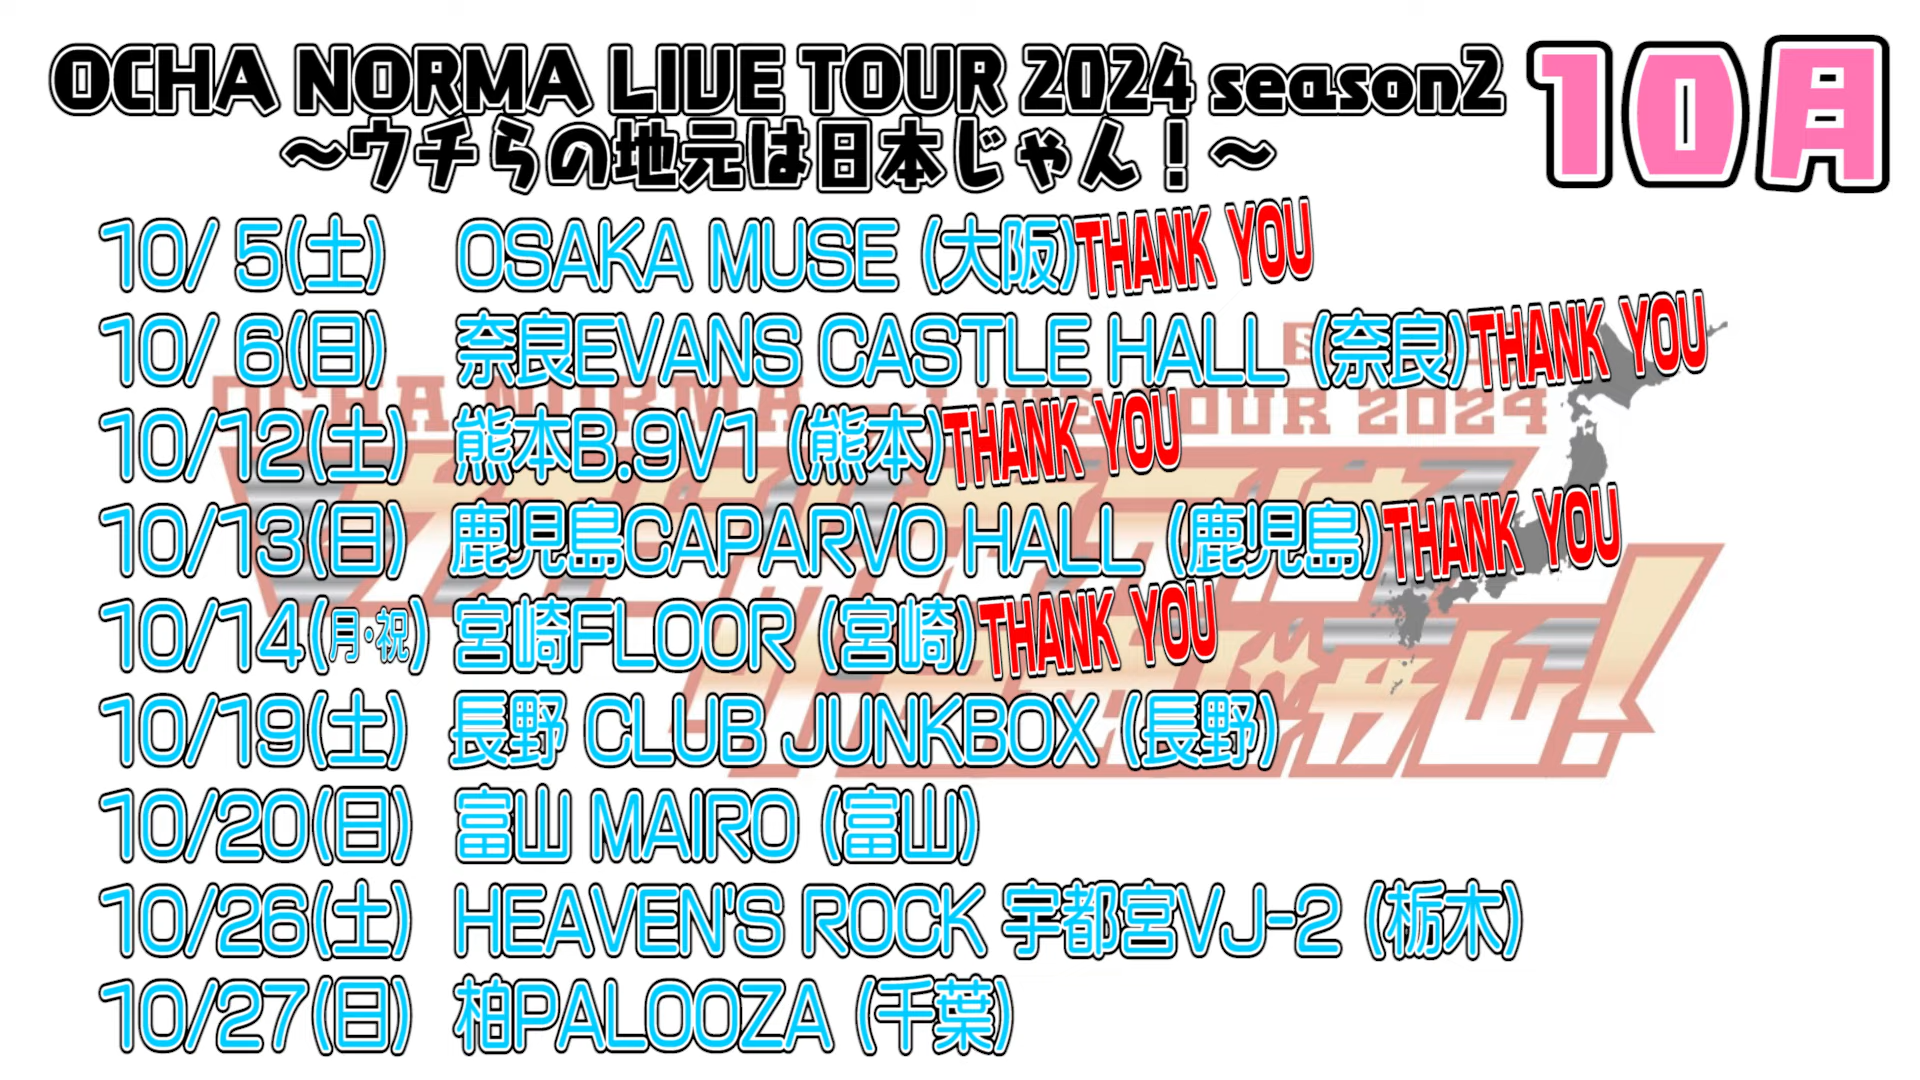 OCHA NORMA LIVE TOUR 2024 season2
～ウチらの地元は日本じゃん！～
10月
10/ 5(土) OSAKA MUSE (大阪)THANK YOU
10/ 6(日) 奈良EVANS CASTLE HALL (奈良)THANK YOU
10/12(土) 熊本B.9V1 (熊本)THANK YOU
10/13(日) 鹿児島CAPARVO HALL (鹿児島)THANK YOU
10/14(月･祝) 宮崎FLOOR (宮崎)THANK YOU
10/19(土) 長野 CLUB JUNKBOX (長野)
10/20(日) 富山 MAIRO (富山)
10/26(土) HEAVEN'S ROCK 宇都宮VJ-2 (栃木)
10/27(日) 柏PALOOZA (千葉)
OCHA NORMA LIVE TOUR 2024